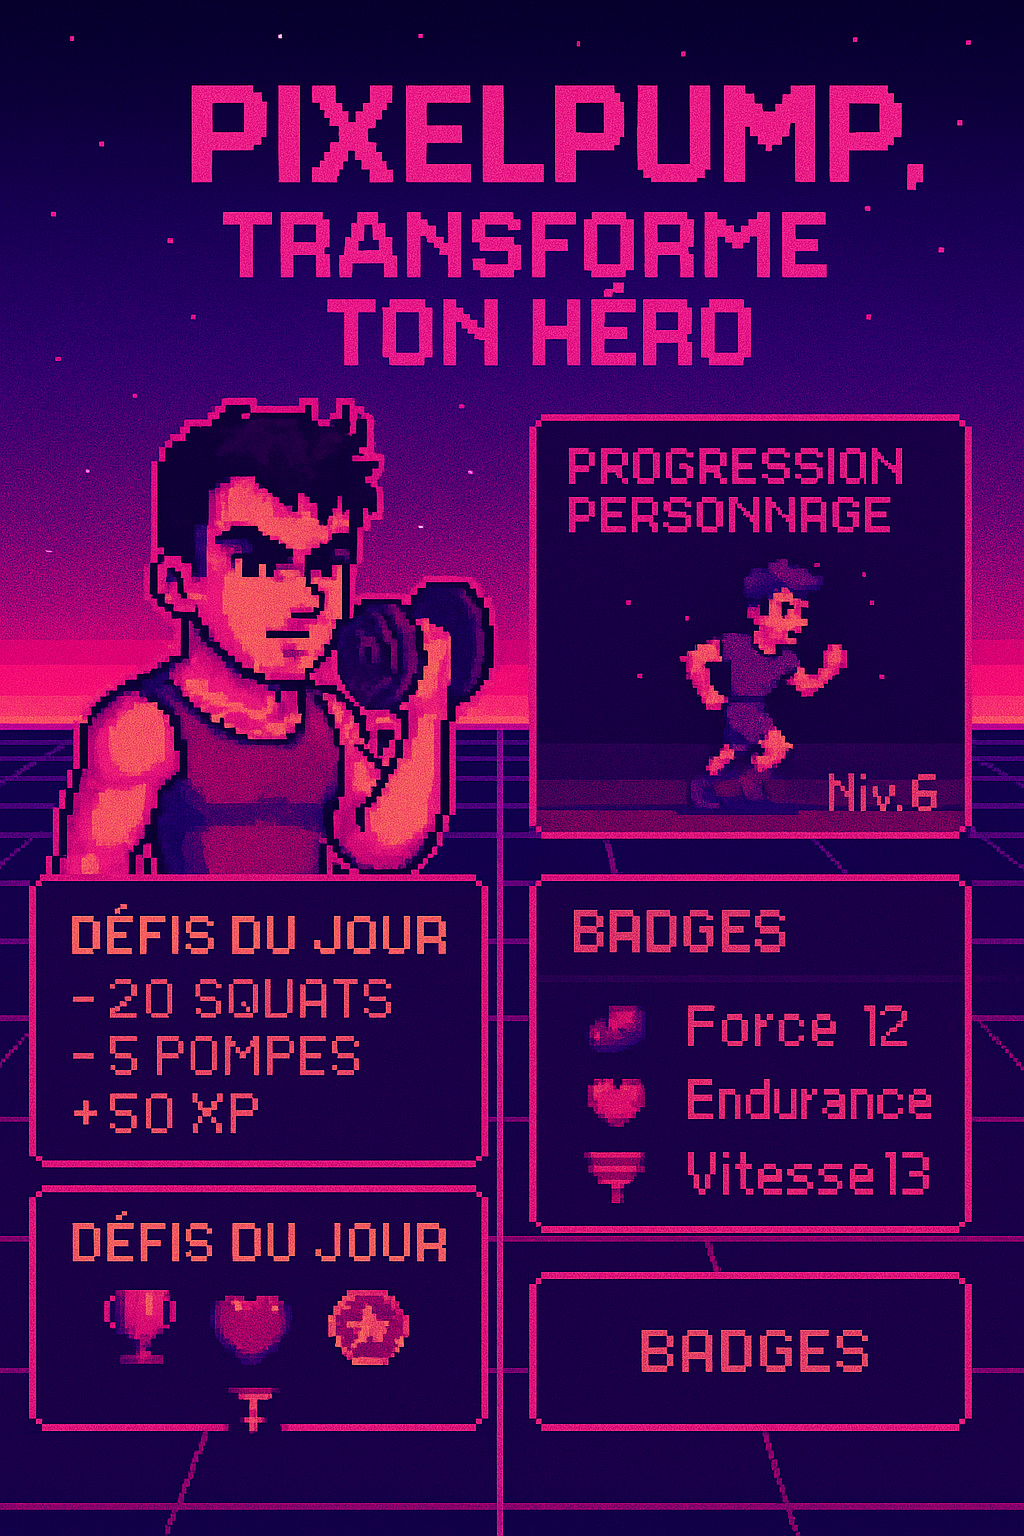 PIXELPUMP,
TRANSFORME
TON HÉRO
PROGRESSION
PERSONNAGE
Niv.6
DÉFIS DU JOUR
- 20 SQUATS
- 5 POMPES
+50 XP
BADGES
Force 12
Endurance
Vitesse 13
DÉFIS DU JOUR
BADGES